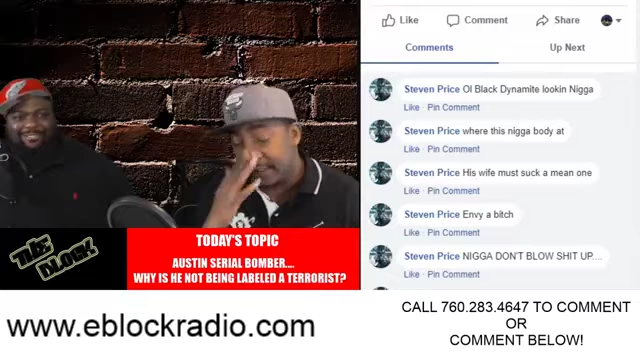 Like Comment Share
Comments Up Next
Steven Price Ol Black Dynamite lookin Nigga
Like · Pin Comment
Steven Price where this nigga body at
Like · Pin Comment
Steven Price His wife must suck a mean one
Like · Pin Comment
Steven Price Envy a bitch
Like · Pin Comment
Steven Price NIGGA DON'T BLOW SHIT UP....
Like · Pin Comment
THE BLOCK
TODAY'S TOPIC
AUSTIN SERIAL BOMBER....
WHY IS HE NOT BEING LABELED A TERRORIST?
www.eblockradio.com
CALL 760.283.4647 TO COMMENT
OR
COMMENT BELOW!